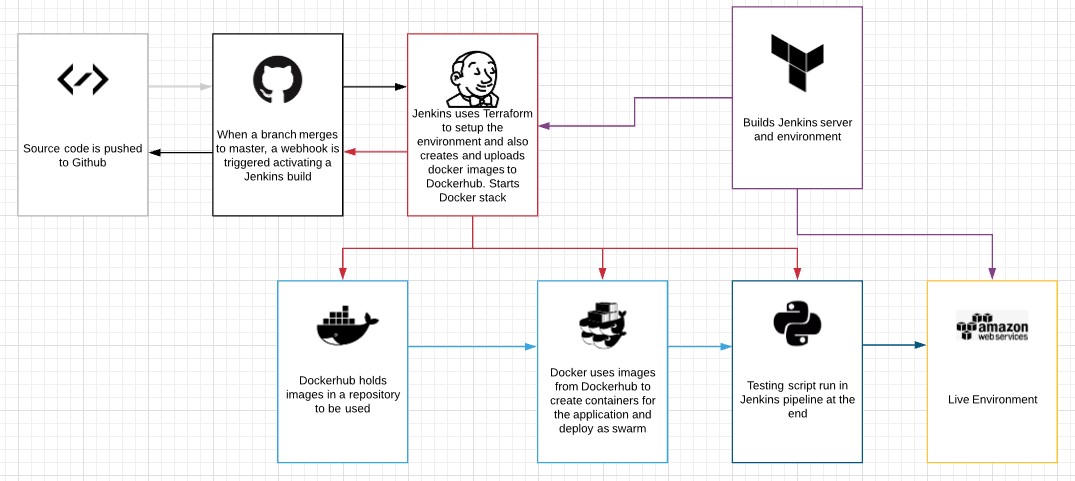 Source code is pushed
to Github
When a branch merges
to master, a webhook is
triggered activating a
Jenkins build
Jenkins uses Terraform
to setup the
environment and also
creates and uploads
docker images to
Dockerhub. Starts
Docker stack
Builds Jenkins server
and environment
Dockerhub holds
images in a repository
to be used
Docker uses images
from Dockerhub to
create containers for
the application and
deploy as swarm
Testing script run in
Jenkins pipeline at the
end
amazon
webservices
Live Environment